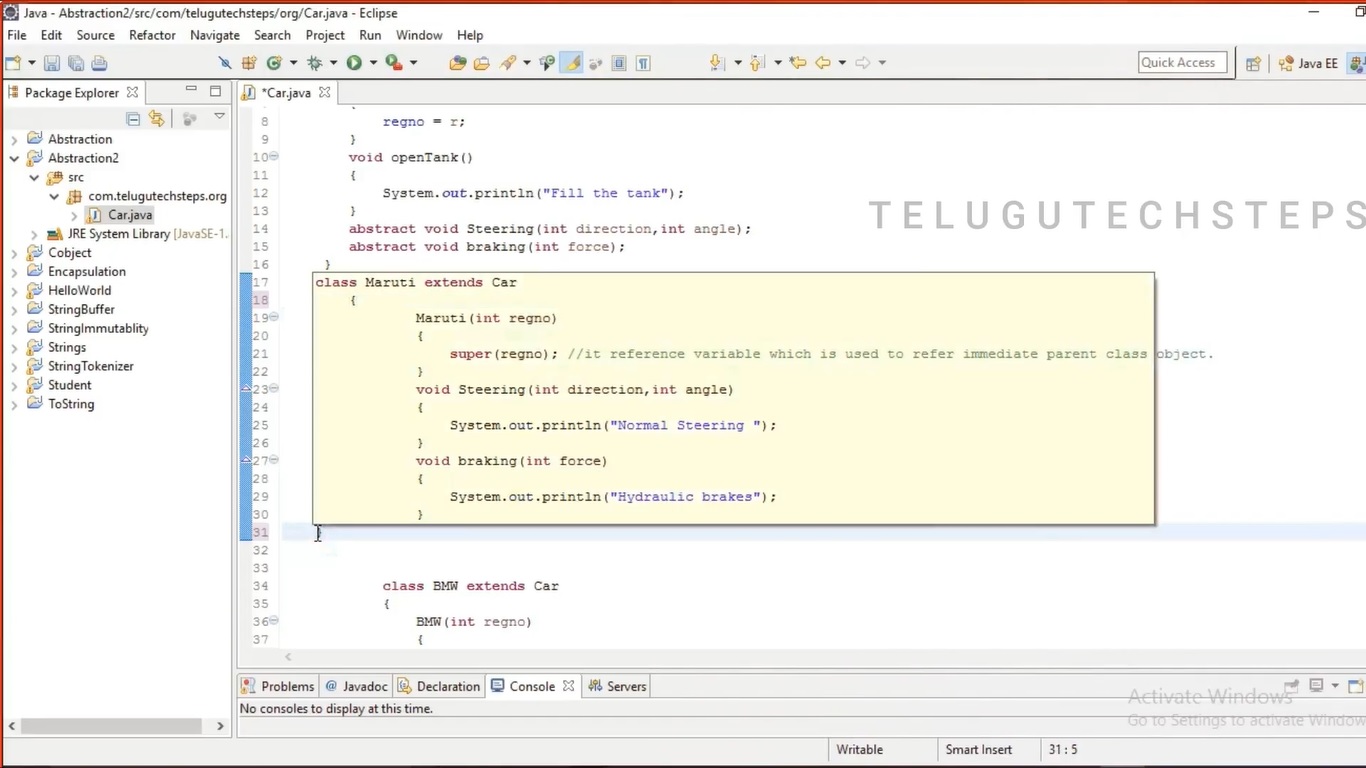 Java - Abstraction2/src/com/telugutechsteps/org/Car.java - Eclipse
File Edit Source Refactor Navigate Search Project Run Window Help
Quick Access
Java EE
Package Explorer
*Car.java
Abstraction
Abstraction2
src
com.telugutechsteps.org
Car.java
JRE System Library [JavaSE-1.
Cobject
Encapsulation
HelloWorld
StringBuffer
StringImmutablity
Strings
StringTokenizer
Student
ToString
8 regno = r;
9 }
10 void openTank()
11 {
12 System.out.println("Fill the tank");
13 }
14 abstract void Steering(int direction,int angle);
15 abstract void braking(int force);
16 }
17 class Maruti extends Car
18 {
19 Maruti(int regno)
20 {
21 super(regno); //it reference variable which is used to refer immediate parent class object.
22 }
23 void Steering(int direction,int angle)
24 {
25 System.out.println("Normal Steering ");
26 }
27 void braking(int force)
28 {
29 System.out.println("Hydraulic brakes");
30 }
31 }
32
33
34 class BMW extends Car
35 {
36 BMW(int regno)
37 {
TELUGUTECHSTEPS
Problems @ Javadoc Declaration Console Servers
No consoles to display at this time.
Activate Windows
Go to Settings to activate Window
Writable Smart Insert 31 : 5